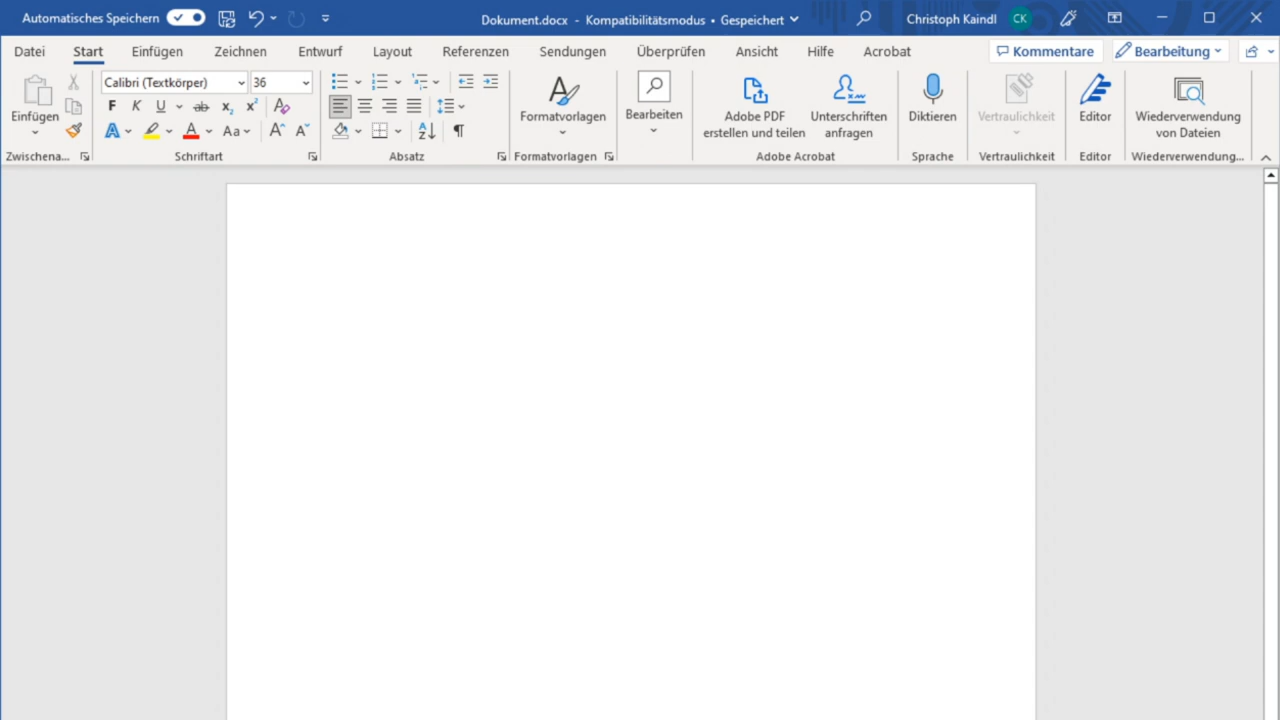 Automatisches Speichern
Dokument.docx - Kompatibilitätsmodus • Gespeichert
Christoph Kaindl CK
Datei Start Einfügen Zeichnen Entwurf Layout Referenzen Sendungen Überprüfen Ansicht Hilfe Acrobat Kommentare Bearbeitung
Calibri (Textkörper) 36
F K U ab x₂ x² A
A A Aa A A
Einfügen
Formatvorlagen
Bearbeiten
Adobe PDF
erstellen und teilen
Unterschriften
anfragen
Diktieren
Vertraulichkeit
Editor
Wiederverwendung
von Dateien
Zwischena... Schriftart Absatz Formatvorlagen Adobe Acrobat Sprache Vertraulichkeit Editor Wiederverwendung...